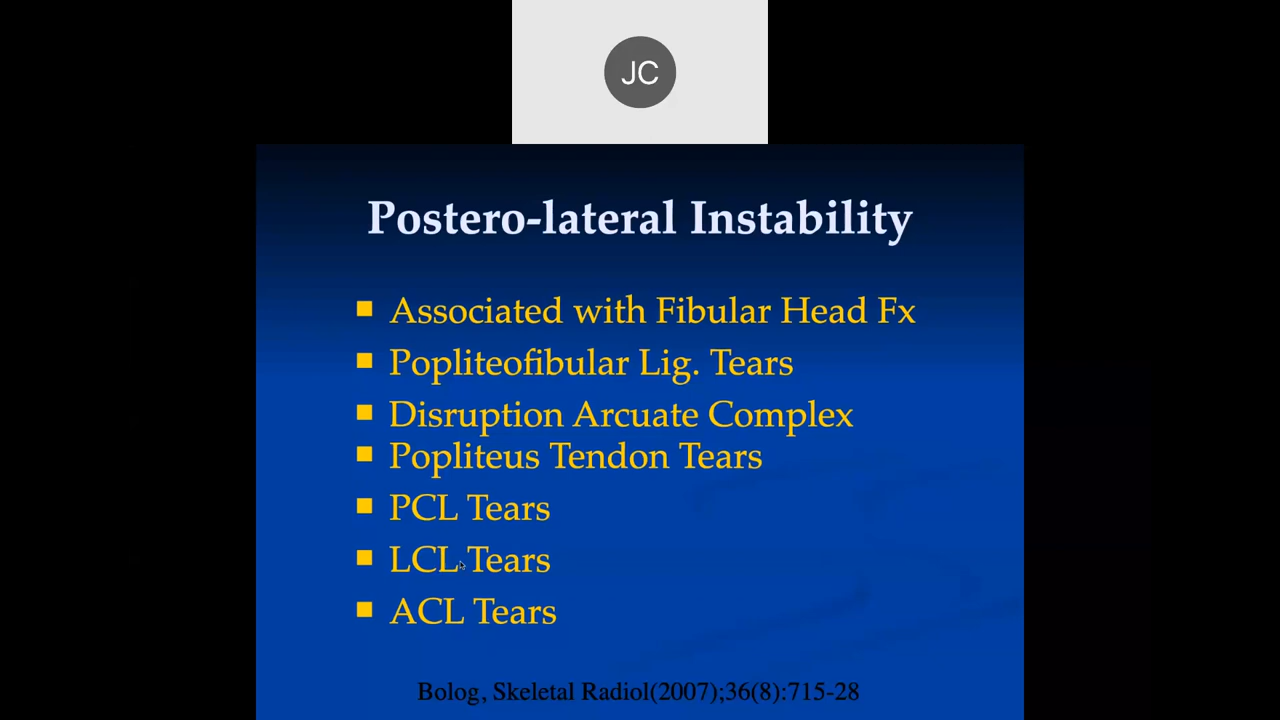 JC
Postero-lateral Instability
Associated with Fibular Head Fx
Popliteofibular Lig. Tears
Disruption Arcuate Complex
Popliteus Tendon Tears
PCL Tears
LCL Tears
ACL Tears
Bolog, Skeletal Radiol(2007);36(8):715-28